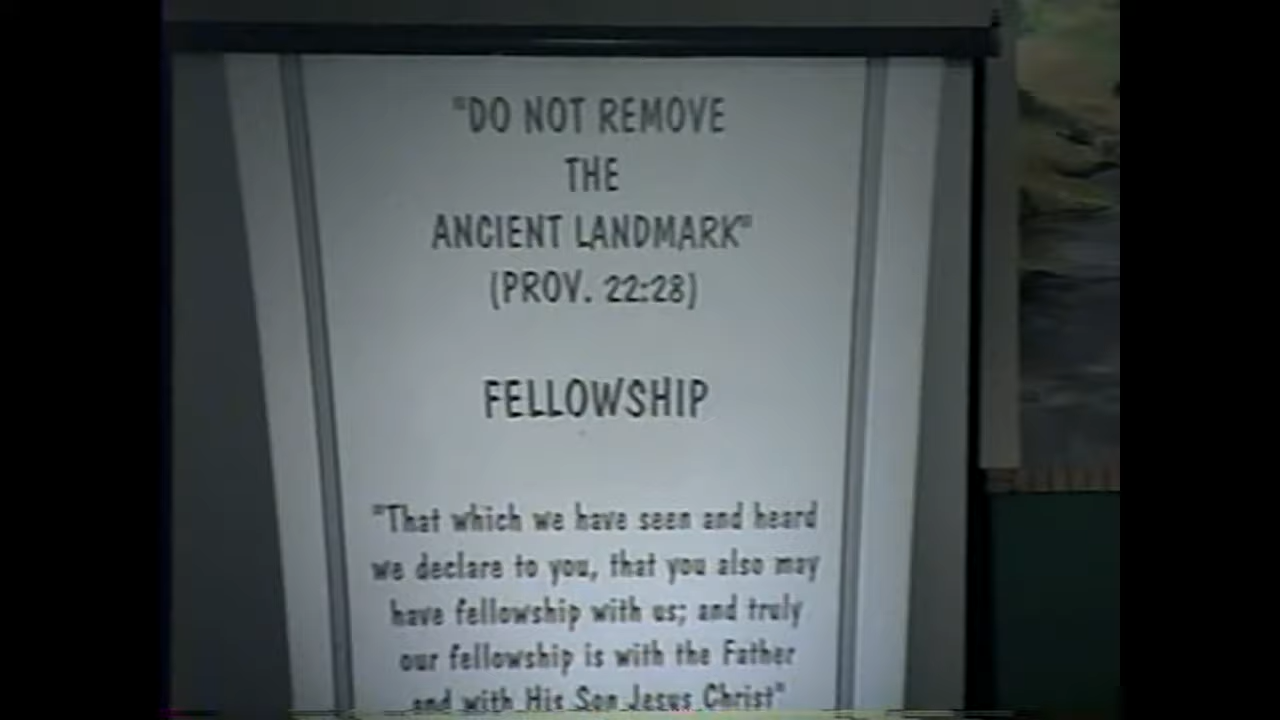 "DO NOT REMOVE
THE
ANCIENT LANDMARK"
(PROV. 22:28)
FELLOWSHIP
"That which we have seen and heard
we declare to you, that you also may
have fellowship with us; and truly
our fellowship is with the Father
and with His Son Jesus Christ"